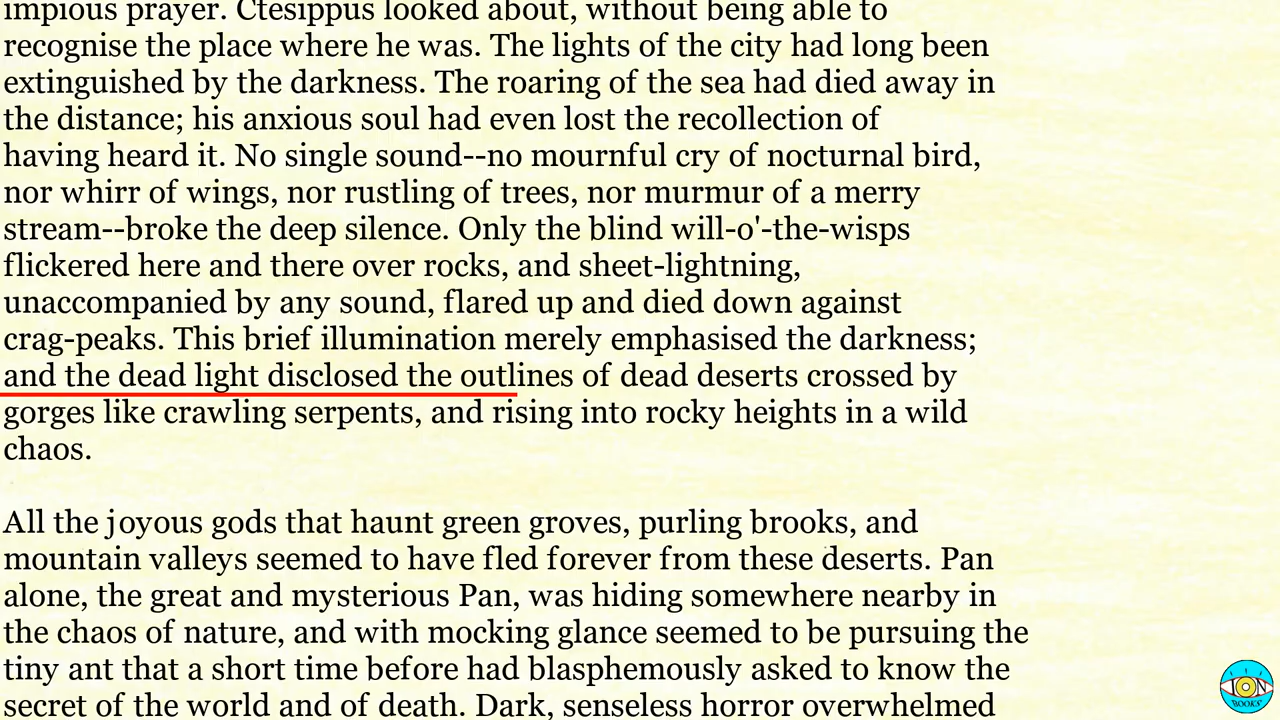 impious prayer. Ctesippus looked about, without being able to
recognise the place where he was. The lights of the city had long been
extinguished by the darkness. The roaring of the sea had died away in
the distance; his anxious soul had even lost the recollection of
having heard it. No single sound--no mournful cry of nocturnal bird,
nor whirr of wings, nor rustling of trees, nor murmur of a merry
stream--broke the deep silence. Only the blind will-o'-the-wisps
flickered here and there over rocks, and sheet-lightning,
unaccompanied by any sound, flared up and died down against
crag-peaks. This brief illumination merely emphasised the darkness;
and the dead light disclosed the outlines of dead deserts crossed by
gorges like crawling serpents, and rising into rocky heights in a wild
chaos.
All the joyous gods that haunt green groves, purling brooks, and
mountain valleys seemed to have fled forever from these deserts. Pan
alone, the great and mysterious Pan, was hiding somewhere nearby in
the chaos of nature, and with mocking glance seemed to be pursuing the
tiny ant that a short time before had blasphemously asked to know the
secret of the world and of death. Dark, senseless horror overwhelmed
ION
BOOKS